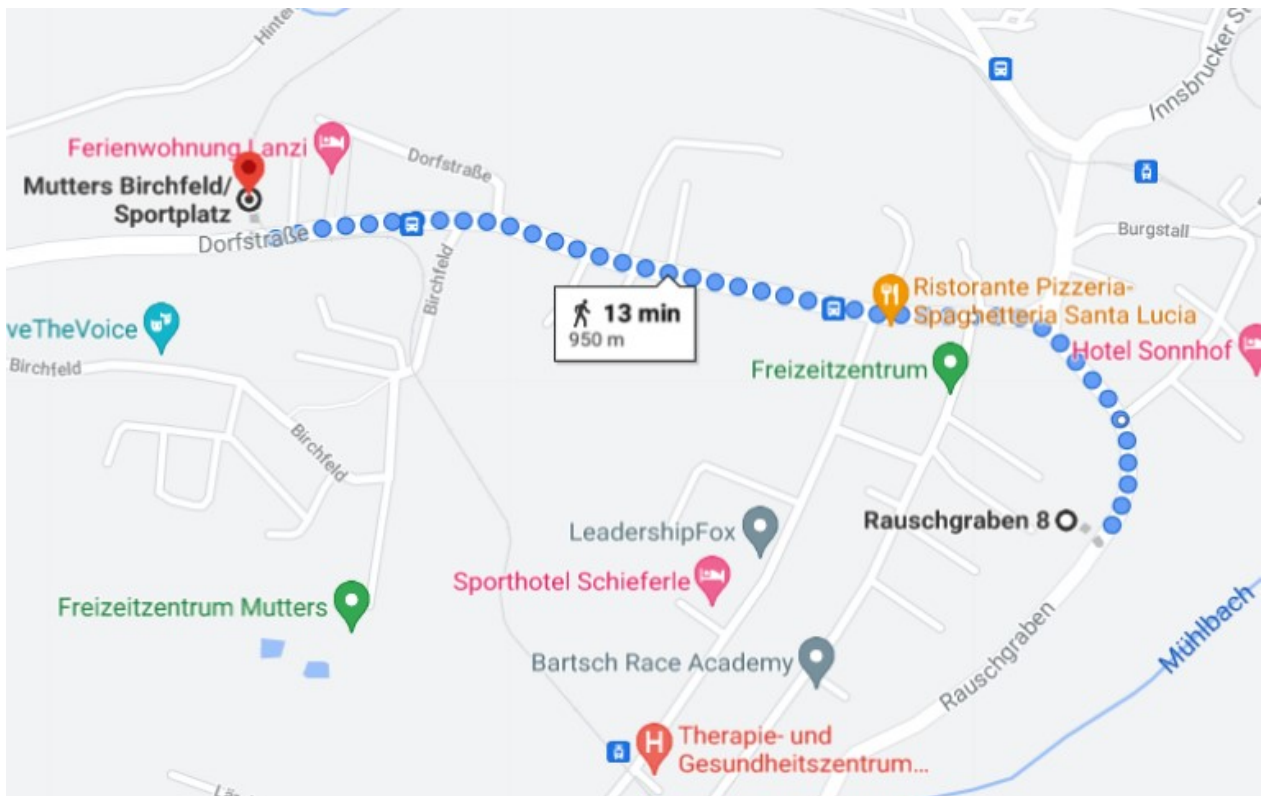 Hinter
Innsbrucker St
Ferienwohnung Lanzi
Dorfstraße
Mutters Birchfeld/
Sportplatz
Dorfstraße
Burgstall
Birchfeld
13 min
950 m
Ristorante Pizzeria-
Spaghetteria Santa Lucia
veTheVoice
Hotel Sonnhof
Birchfeld
Freizeitzentrum
Birchfeld
Rauschgraben 8
LeadershipFox
Sporthotel Schieferle
Freizeitzentrum Mutters
Mühlbach
Rauschgraben
Bartsch Race Academy
H
Therapie- und
Gesundheitszentrum...